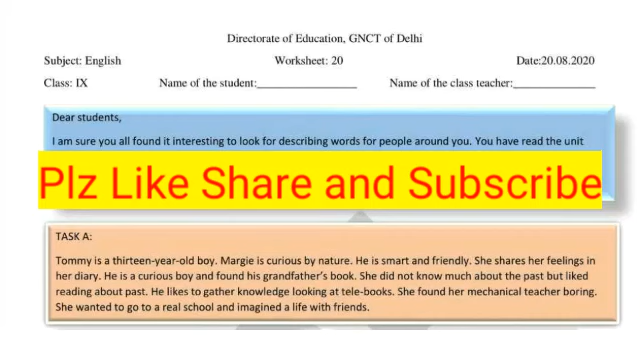 Directorate of Education, GNCT of Delhi
Subject: English Worksheet: 20 Date:20.08.2020
Class: IX Name of the student:__________________ Name of the class teacher:_______________
Dear students,
I am sure you all found it interesting to look for describing words for people around you. You have read the unit
Plz Like Share and Subscribe
TASK A:
Tommy is a thirteen-year-old boy. Margie is curious by nature. He is smart and friendly. She shares her feelings in
her diary. He is a curious boy and found his grandfather's book. She did not know much about the past but liked
reading about past. He likes to gather knowledge looking at tele-books. She found her mechanical teacher boring.
She wanted to go to a real school and imagined a life with friends.